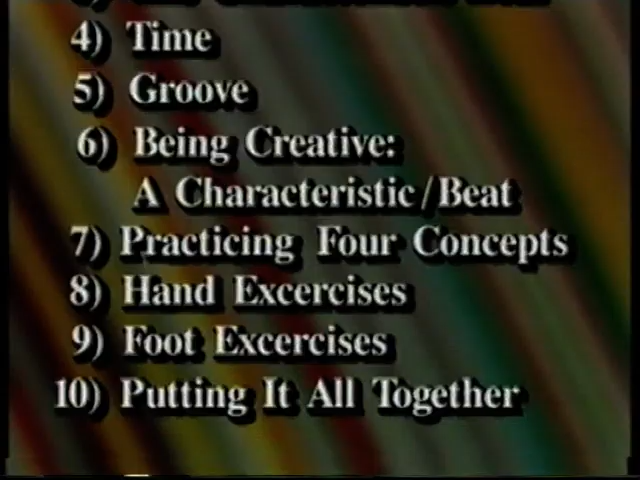 4) Time
5) Groove
6) Being Creative:
A Characteristic/Beat
7) Practicing Four Concepts
8) Hand Excercises
9) Foot Excercises
10) Putting It All Together